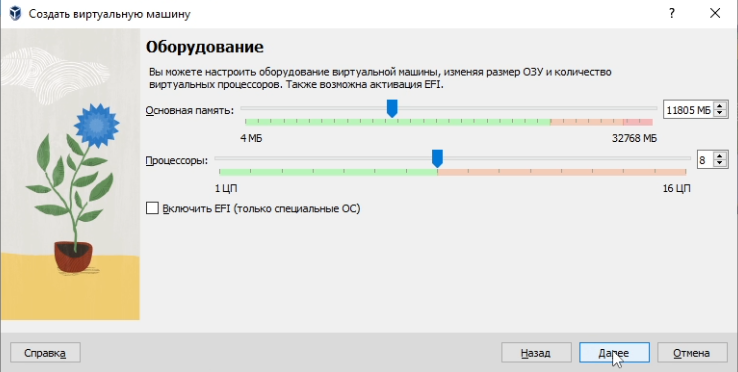 Создать виртуальную машину
Оборудование
Вы можете настроить оборудование виртуальной машины, изменяя размер ОЗУ и количество
виртуальных процессоров. Также возможна активация EFI.
Основная память: 11805 МБ
4 МБ 32768 МБ
Процессоры: 8
1 ЦП 16 ЦП
Включить EFI (только специальные ОС)
Справка Назад Далее Отмена